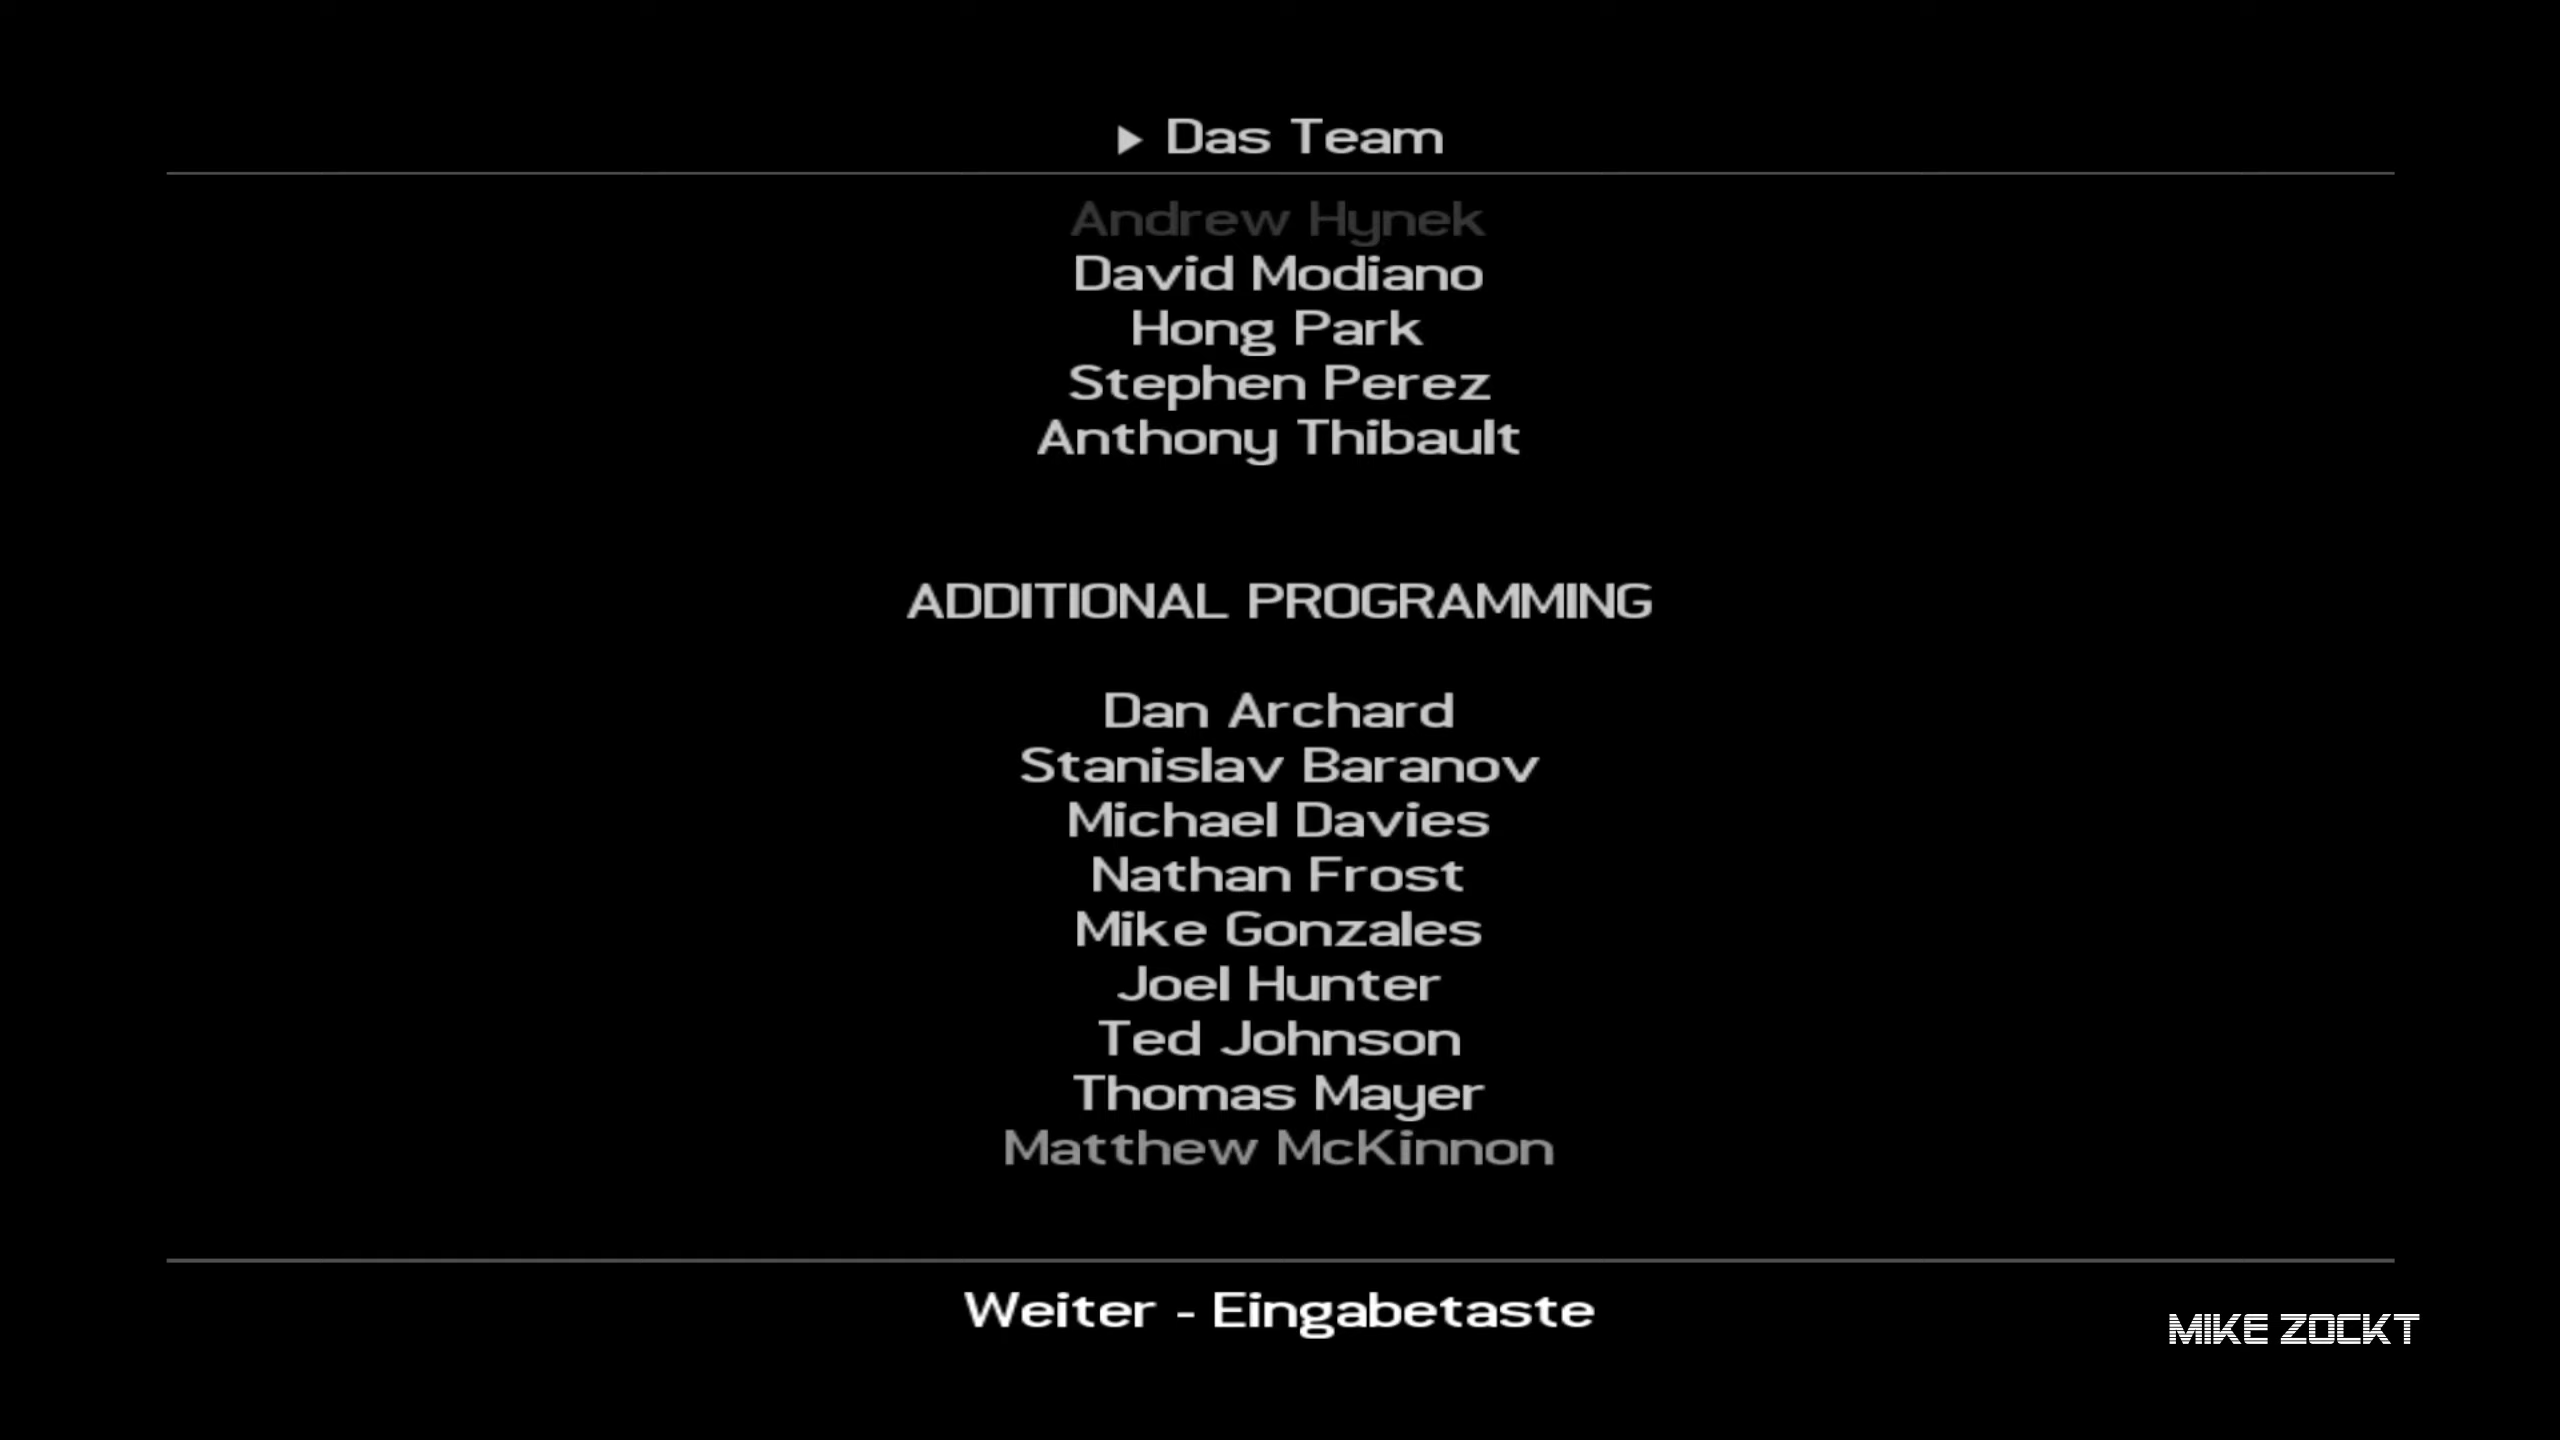 ▶ Das Team
Andrew Hynek
David Modiano
Hong Park
Stephen Perez
Anthony Thibault
ADDITIONAL PROGRAMMING
Dan Archard
Stanislav Baranov
Michael Davies
Nathan Frost
Mike Gonzales
Joel Hunter
Ted Johnson
Thomas Mayer
Matthew McKinnon
Weiter - Eingabetaste
MIKE ZOCKT